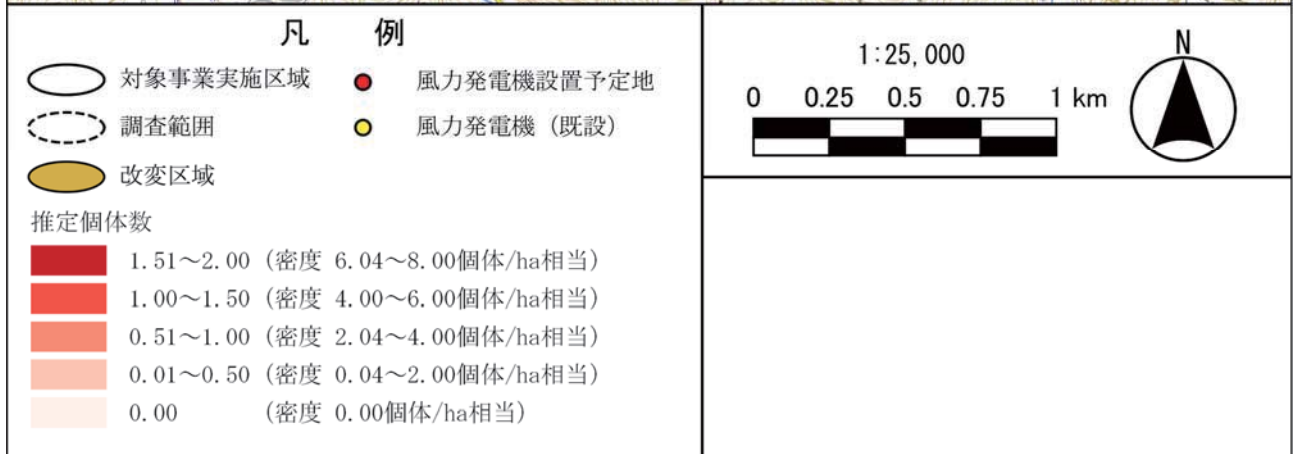 凡 例
対象事業実施区域 風力発電機設置予定地
調査範囲 風力発電機（既設）
改変区域
推定個体数
1.51～2.00 (密度 6.04～8.00個体/ha相当)
1.00～1.50 (密度 4.00～6.00個体/ha相当)
0.51～1.00 (密度 2.04～4.00個体/ha相当)
0.01～0.50 (密度 0.04～2.00個体/ha相当)
0.00 (密度 0.00個体/ha相当)
1:25,000
0 0.25 0.5 0.75 1 km
N